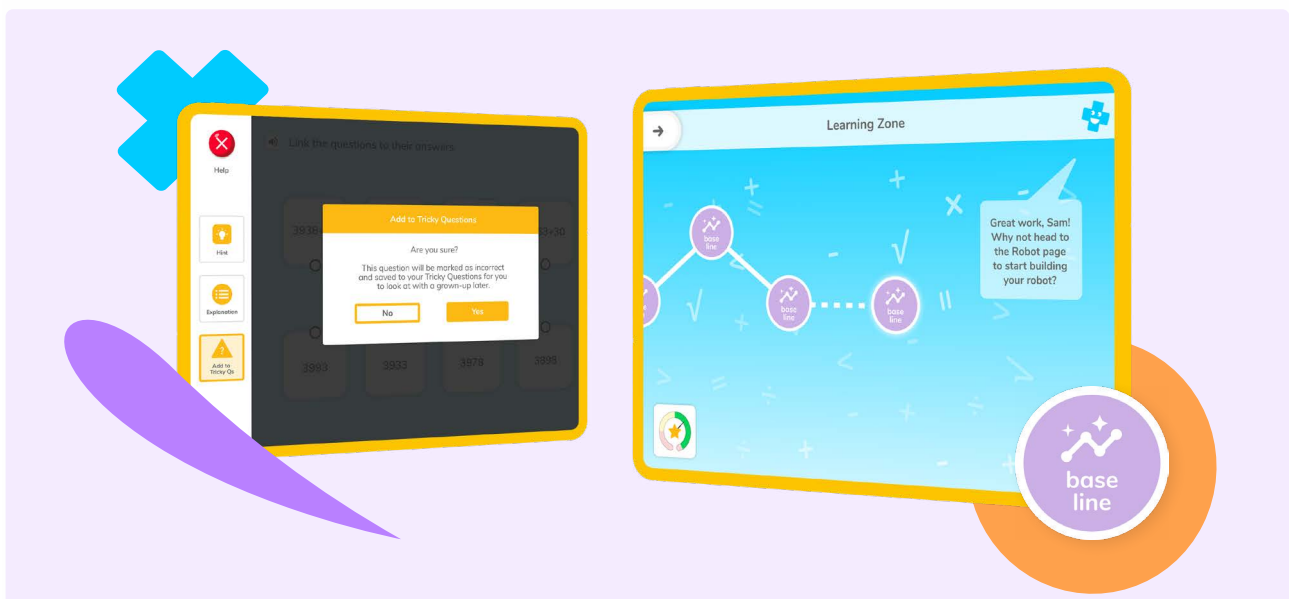 Help
Hint
Explanation
Add to
Tricky Qs
Link the questions to their answers
Add to Tricky Questions
Are you sure?
This question will be marked as incorrect
and saved to your Tricky Questions for you
to look at with a grown-up later.
No
Yes
3993
3933
3978
3998
Learning Zone
Great work, Sam!
Why not head to
the Robot page
to start building
your robot?
base
line
base
line
base
line
base
line